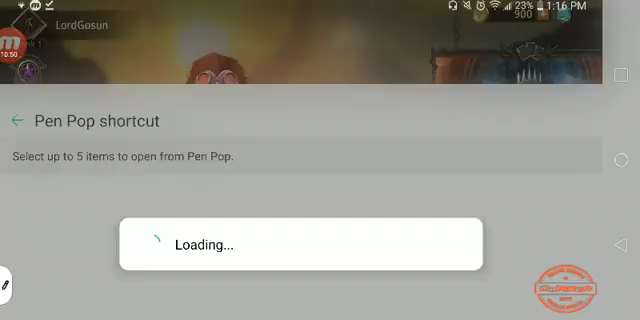 LordGosun
23% 1:16 PM
900
10:50
Pen Pop shortcut
Select up to 5 items to open from Pen Pop.
Loading...